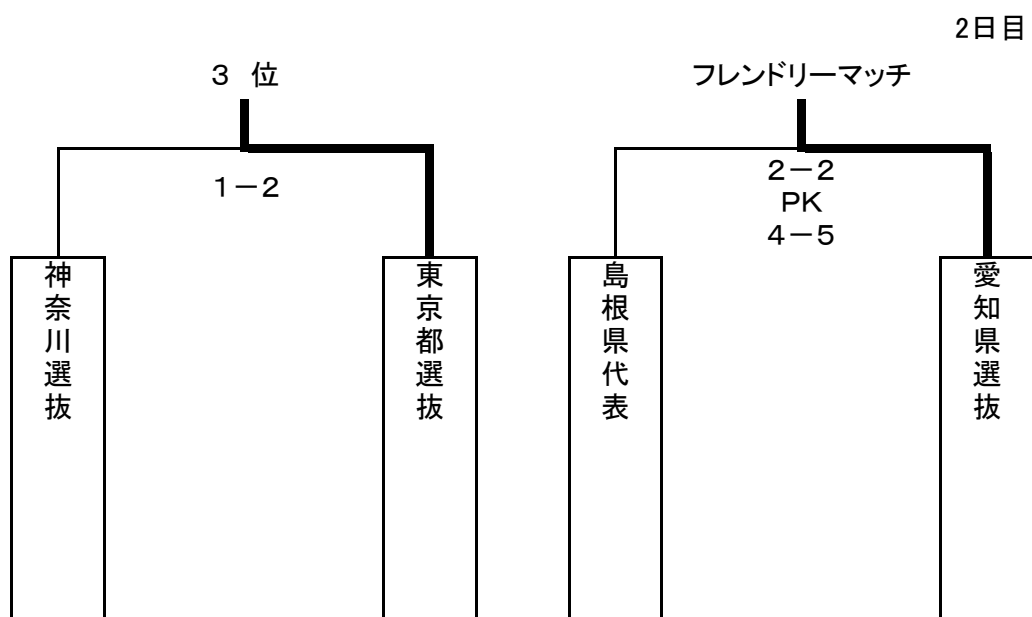 2日目
３ 位
フレンドリーマッチ
１－２
２－２
ＰＫ
４－５
神奈川選抜
東京都選抜
島根県代表
愛知県選抜